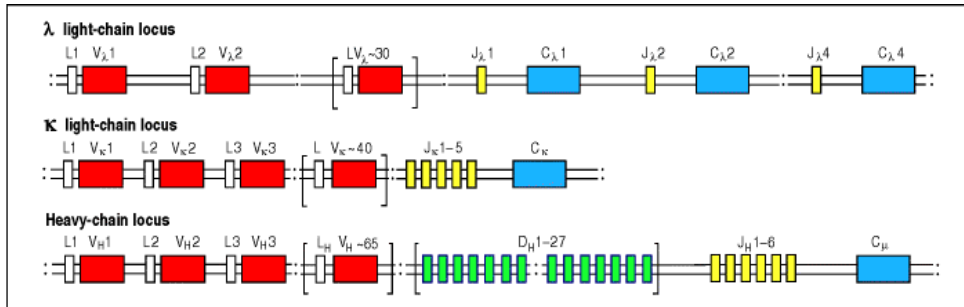 λ light-chain locus
L1 Vλ1 L2 Vλ2 LVλ~30 Jλ1 Cλ1 Jλ2 Cλ2 Jλ4 Cλ4
κ light-chain locus
L1 Vκ1 L2 Vκ2 L3 Vκ3 L Vκ~40 Jκ1-5 Cκ
Heavy-chain locus
L1 VH1 L2 VH2 L3 VH3 LH VH ~65 DH1-27 JH1-6 Cμ